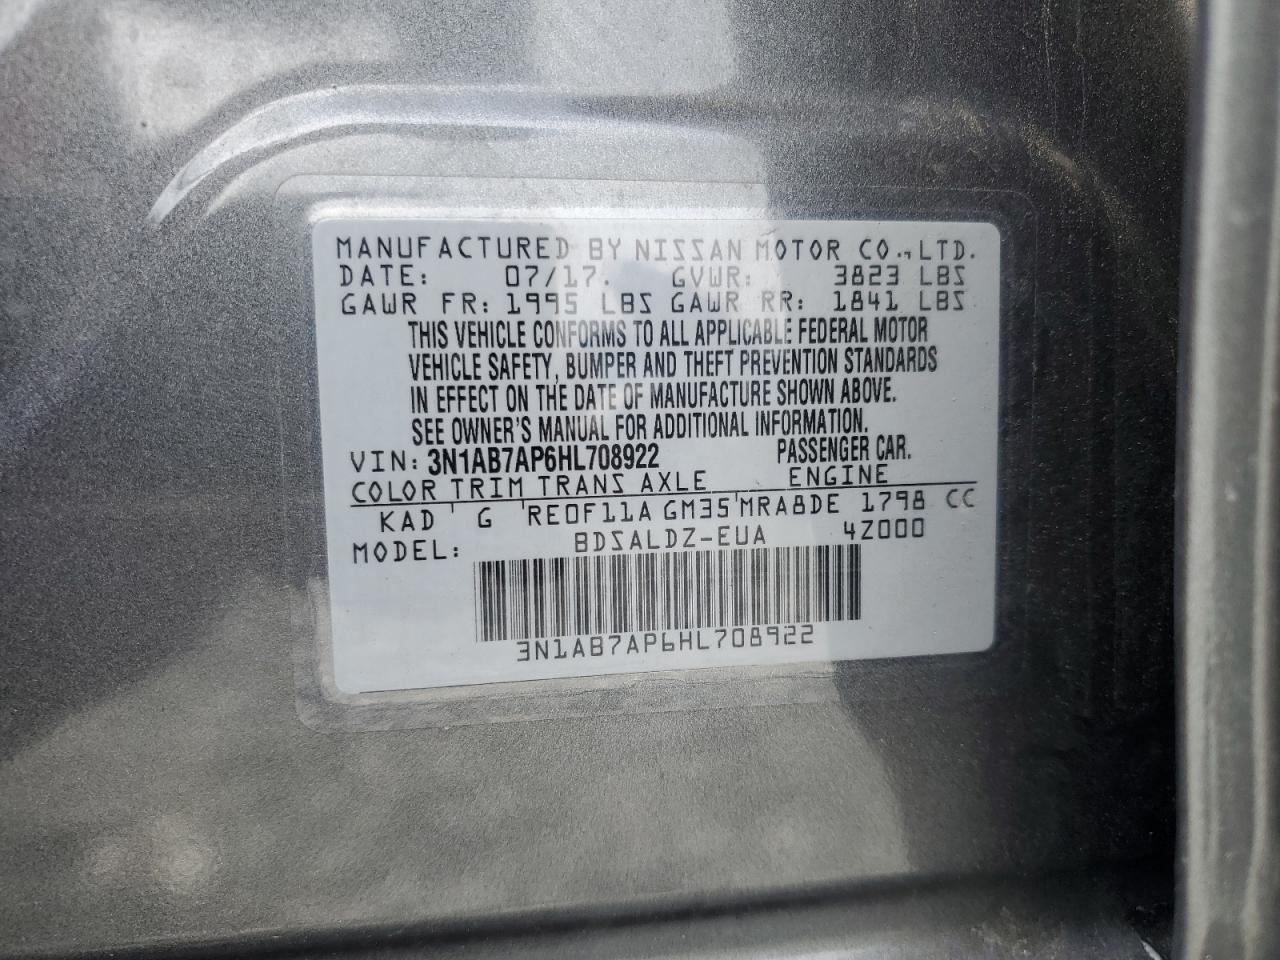 MANUFACTURED BY NISSAN MOTOR CO.,LTD.
DATE: 07/17. GVWR: 3823 LBS
GAWR FR: 1995 LBS GAWR RR: 1841 LBS
THIS VEHICLE CONFORMS TO ALL APPLICABLE FEDERAL MOTOR
VEHICLE SAFETY, BUMPER AND THEFT PREVENTION STANDARDS
IN EFFECT ON THE DATE OF MANUFACTURE SHOWN ABOVE.
SEE OWNER'S MANUAL FOR ADDITIONAL INFORMATION.
VIN: 3N1AB7AP6HL708922 PASSENGER CAR.
COLOR TRIM TRANS AXLE ENGINE
KAD G RE0F11A GM35 MRA8DE 1798 CC
MODEL: BDSALDZ-EUA 4Z000
3N1AB7AP6HL708922